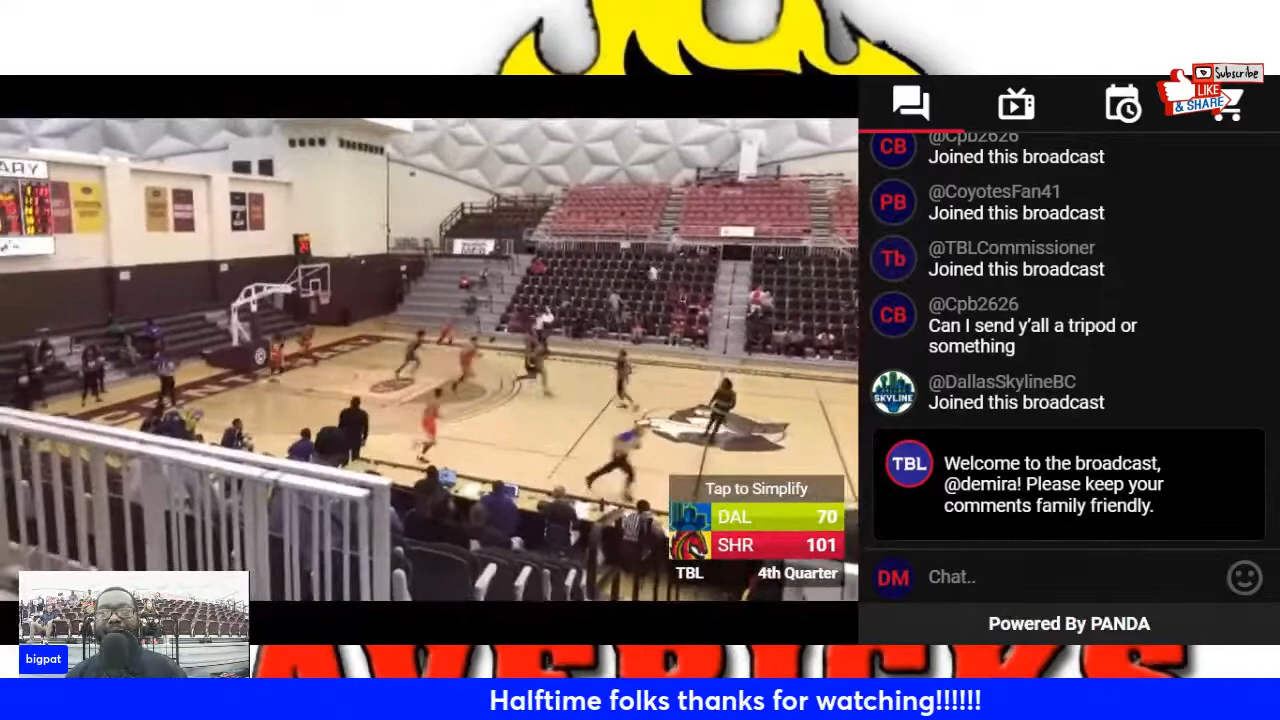 Subscribe
LIKE
& SHARE
ARY
CB
@Cpb2626
Joined this broadcast
PB
@CoyotesFan41
Joined this broadcast
Tb
@TBLCommissioner
Joined this broadcast
CB
@Cpb2626
Can I send y'all a tripod or
something
SKYLINE
@DallasSkylineBC
Joined this broadcast
TBL
Welcome to the broadcast,
@demira! Please keep your
comments family friendly.
DM
Chat..
Powered By PANDA
Tap to Simplify
DAL 70
SHR 101
TBL 4th Quarter
bigpat
Halftime folks thanks for watching!!!!!!